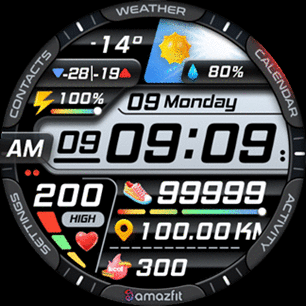 WEATHER
-14°
80%
-28|-19
CONTACTS
CALENDAR
100%
09 Monday
AM
09
09:09
200
HIGH
99999
100.00 KM
300
SETTINGS
ACTIVITY
amazfit